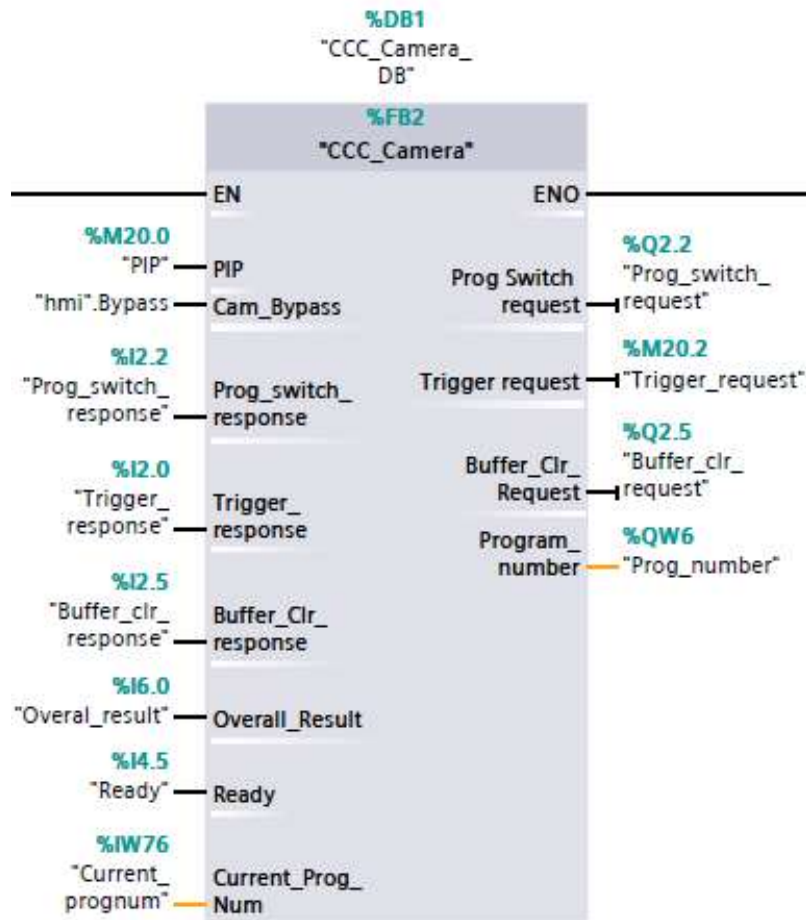 %DB1
"CCC_Camera_
DB"
%FB2
"CCC_Camera"
EN
ENO
%M20.0
"PIP"
PIP
"hmi".Bypass
Cam_Bypass
%I2.2
"Prog_switch_
response"
Prog_switch_
response
%I2.0
"Trigger_
response"
Trigger_
response
%I2.5
"Buffer_clr_
response"
Buffer_Clr_
response
%I6.0
"Overal_result"
Overall_Result
%I4.5
"Ready"
Ready
%IW76
"Current_
prognum"
Current_Prog_
Num
Prog Switch
request
%Q2.2
"Prog_switch_
request"
Trigger request
%M20.2
"Trigger_request"
Buffer_Clr_
Request
%Q2.5
"Buffer_clr_
request"
Program_
number
%QW6
"Prog_number"